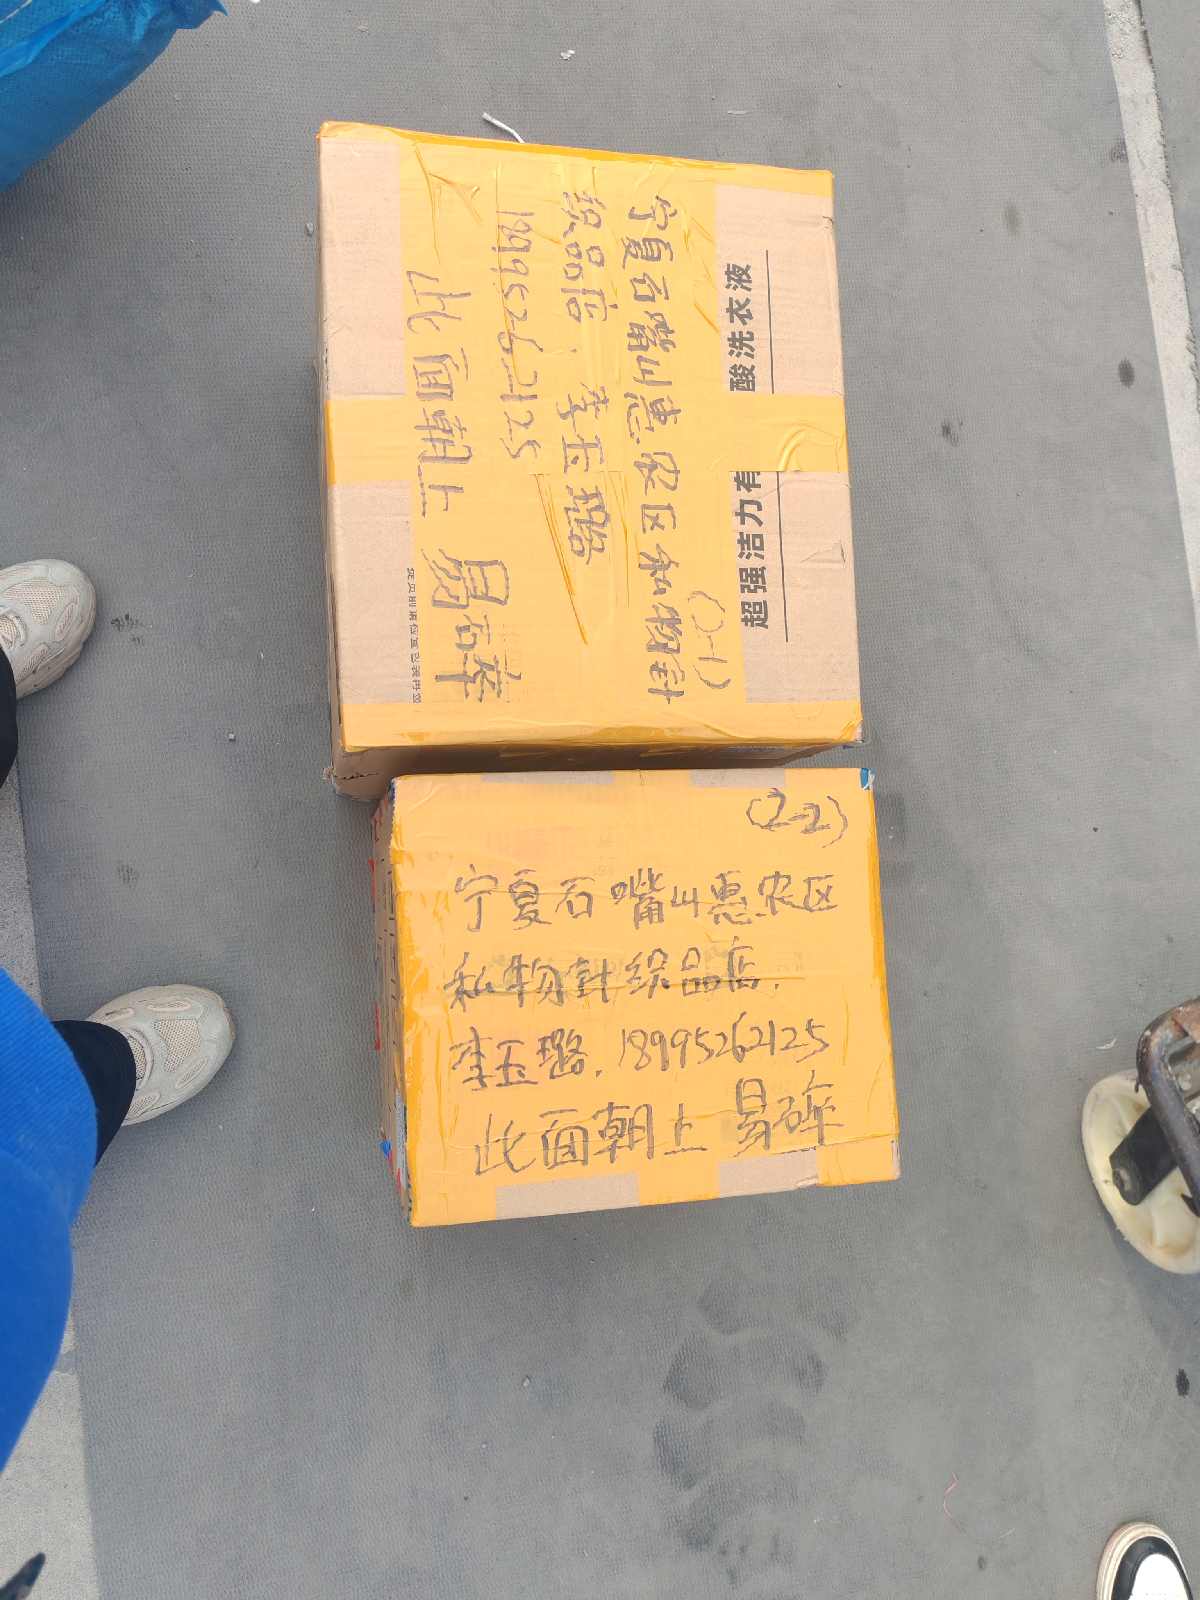 (2-1)
宁夏石嘴山惠农区私物针
织品店. 李玉璐
18995262125
此面朝上 易碎
超强洁力有
酸洗衣液
(2-2)
宁夏石嘴山惠农区
私物针织品店.
李玉璐. 18995262125
此面朝上 易碎